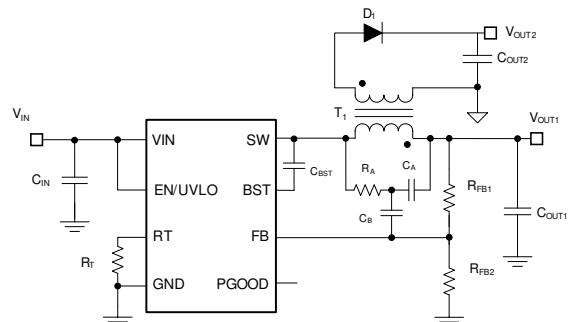 D1
VOUT2
COUT2
T1
VIN
VOUT1
VIN
SW
CIN
CBST
RA
CA
RFB1
EN/UVLO
BST
CB
COUT1
RT
FB
RT
RFB2
GND
PGOOD